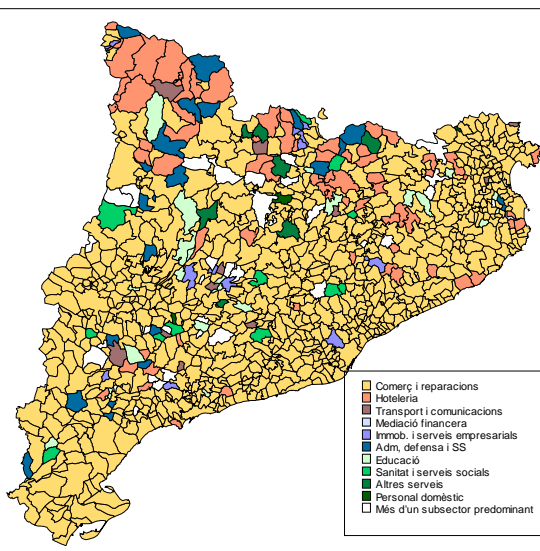 Comerç i reparacions
Hoteleria
Transport i comunicacions
Mediació financera
Immob. i serveis empresarials
Adm, defensa i SS
Educació
Sanitat i serveis socials
Altres serveis
Personal domèstic
Més d'un subsector predominant